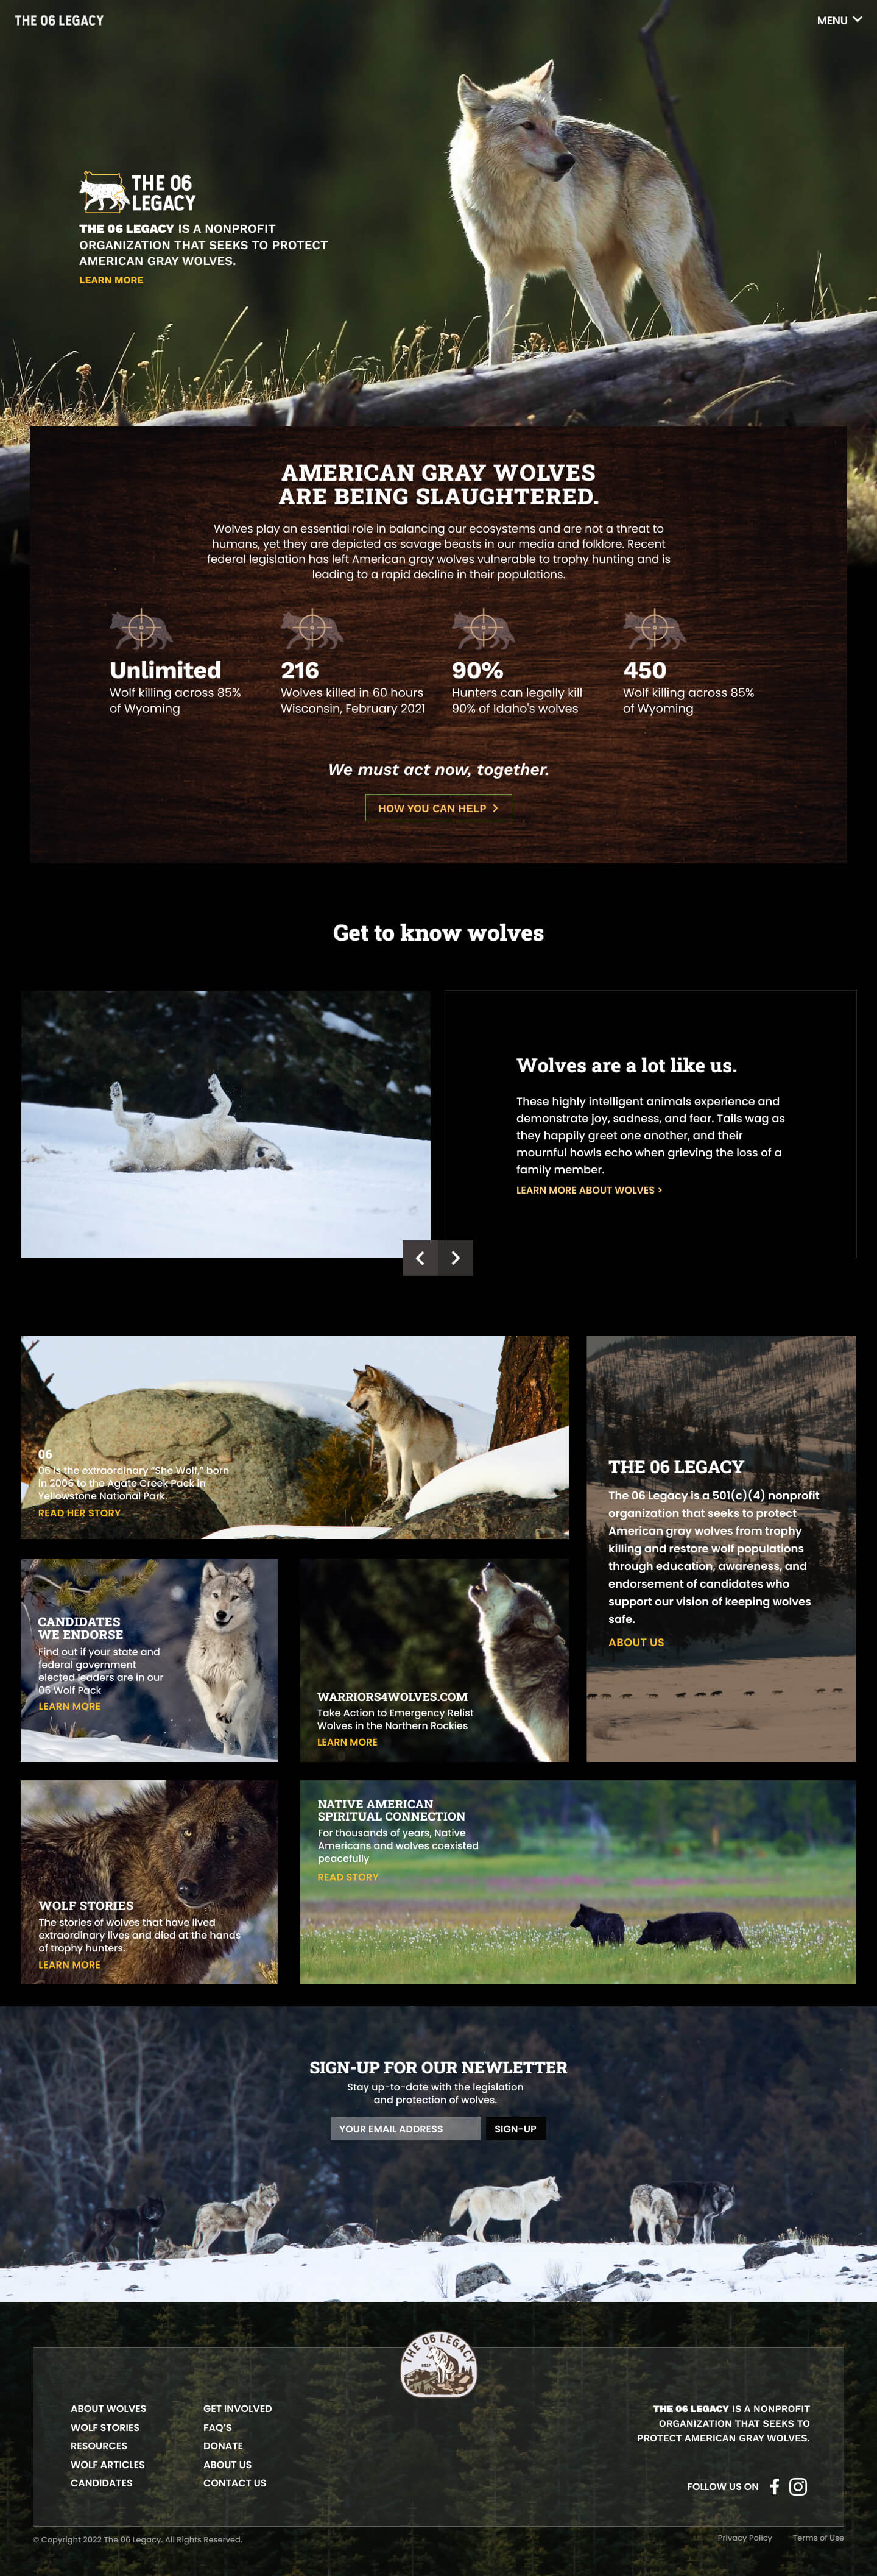 THE 06 LEGACY
MENU
THE 06
LEGACY
THE 06 LEGACY IS A NONPROFIT
ORGANIZATION THAT SEEKS TO PROTECT
AMERICAN GRAY WOLVES.
LEARN MORE
AMERICAN GRAY WOLVES
ARE BEING SLAUGHTERED.
Wolves play an essential role in balancing our ecosystems and are not a threat to
humans, yet they are depicted as savage beasts in our media and folklore. Recent
federal legislation has left American gray wolves vulnerable to trophy hunting and is
leading to a rapid decline in their populations.
Unlimited
Wolf killing across 85%
of Wyoming
216
Wolves killed in 60 hours
Wisconsin, February 2021
90%
Hunters can legally kill
90% of Idaho's wolves
450
Wolf killing across 85%
of Wyoming
We must act now, together.
HOW YOU CAN HELP >
Get to know wolves
Wolves are a lot like us.
These highly intelligent animals experience and
demonstrate joy, sadness, and fear. Tails wag as
they happily greet one another, and their
mournful howls echo when grieving the loss of a
family member.
LEARN MORE ABOUT WOLVES >
06
06 is the extraordinary "She Wolf," born
in 2006 to the Agate Creek Pack in
Yellowstone National Park.
READ HER STORY
THE 06 LEGACY
The 06 Legacy is a 501(c)(4) nonprofit
organization that seeks to protect
American gray wolves from trophy
killing and restore wolf populations
through education, awareness, and
endorsement of candidates who
support our vision of keeping wolves
safe.
ABOUT US
CANDIDATES
WE ENDORSE
Find out if your state and
federal government
elected leaders are in our
06 Wolf Pack
LEARN MORE
WARRIORS4WOLVES.COM
Take Action to Emergency Relist
Wolves in the Northern Rockies
LEARN MORE
WOLF STORIES
The stories of wolves that have lived
extraordinary lives and died at the hands
of trophy hunters.
LEARN MORE
NATIVE AMERICAN
SPIRITUAL CONNECTION
For thousands of years, Native
Americans and wolves coexisted
peacefully
READ STORY
SIGN-UP FOR OUR NEWLETTER
Stay up-to-date with the legislation
and protection of wolves.
YOUR EMAIL ADDRESS
SIGN-UP
THE 06 LEGACY
ABOUT WOLVES
WOLF STORIES
RESOURCES
WOLF ARTICLES
CANDIDATES
GET INVOLVED
FAQ'S
DONATE
ABOUT US
CONTACT US
THE 06 LEGACY IS A NONPROFIT
ORGANIZATION THAT SEEKS TO
PROTECT AMERICAN GRAY WOLVES.
FOLLOW US ON
© Copyright 2022 The 06 Legacy. All Rights Reserved.
Privacy Policy
Terms of Use